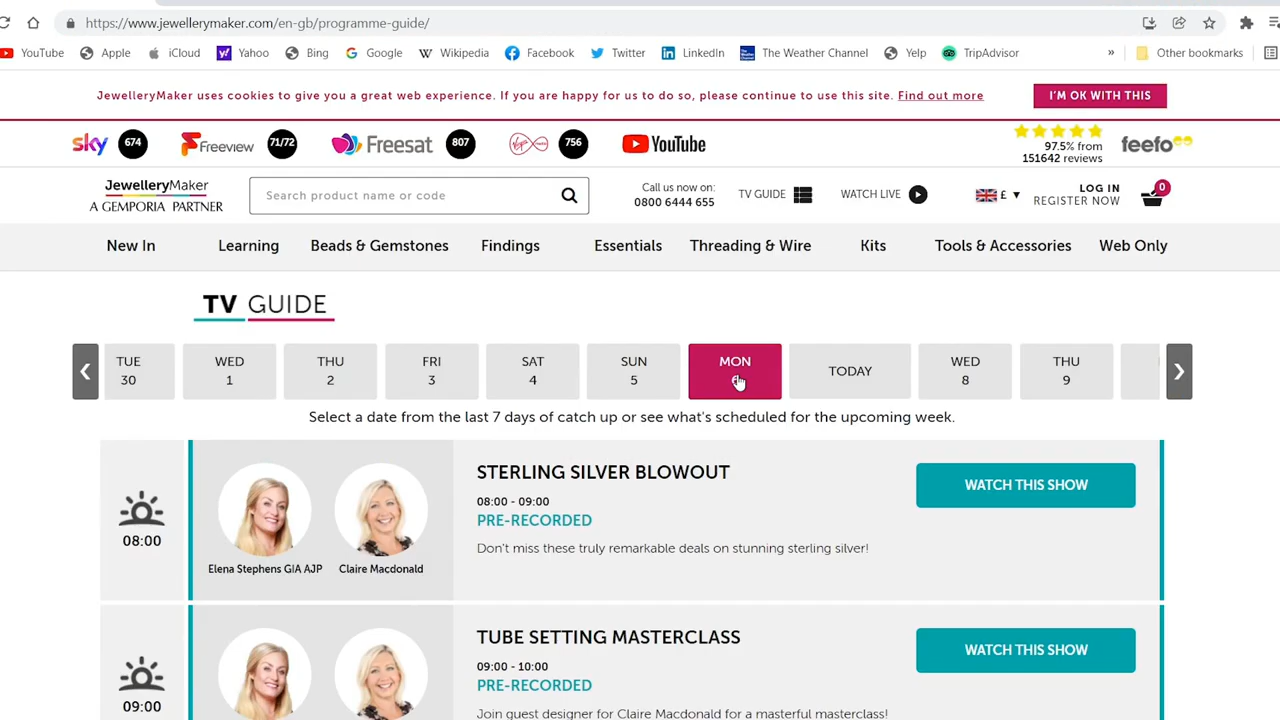 https://www.jewellerymaker.com/en-gb/programme-guide/
YouTube Apple iCloud Yahoo Bing Google Wikipedia Facebook Twitter LinkedIn The Weather Channel Yelp TripAdvisor » Other bookmarks
JewelleryMaker uses cookies to give you a great web experience. If you are happy for us to do so, please continue to use this site. Find out more
I'M OK WITH THIS
sky 674 Freeview 71/72 Freesat 807 756 YouTube
97.5% from
151642 reviews
feefo
JewelleryMaker
A GEMPORIA PARTNER
Search product name or code
Call us now on:
0800 6444 655
TV GUIDE
WATCH LIVE
£ ▼
LOG IN
REGISTER NOW
0
New In Learning Beads & Gemstones Findings Essentials Threading & Wire Kits Tools & Accessories Web Only
TV GUIDE
TUE WED THU FRI SAT SUN MON TODAY WED THU
30 1 2 3 4 5 8 9
Select a date from the last 7 days of catch up or see what's scheduled for the upcoming week.
08:00
Elena Stephens GIA AJP
Claire Macdonald
STERLING SILVER BLOWOUT
08:00 - 09:00
PRE-RECORDED
Don't miss these truly remarkable deals on stunning sterling silver!
WATCH THIS SHOW
09:00
TUBE SETTING MASTERCLASS
09:00 - 10:00
PRE-RECORDED
Join guest designer for Claire Macdonald for a masterful masterclass!
WATCH THIS SHOW